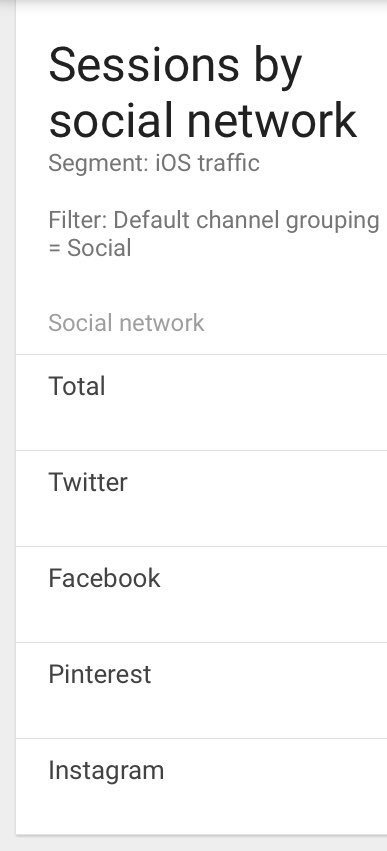 Sessions by
social network
Segment: iOS traffic
Filter: Default channel grouping
= Social
Social network
Total
Twitter
Facebook
Pinterest
Instagram